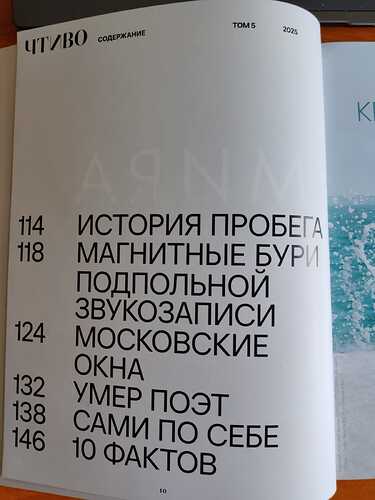 ЧТИВО СОДЕРЖАНИЕ ТОМ 5 2025
114 ИСТОРИЯ ПРОБЕГА
118 МАГНИТНЫЕ БУРИ
ПОДПОЛЬНОЙ
ЗВУКОЗАПИСИ
124 МОСКОВСКИЕ
ОКНА
132 УМЕР ПОЭТ
138 САМИ ПО СЕБЕ
146 10 ФАКТОВ
10